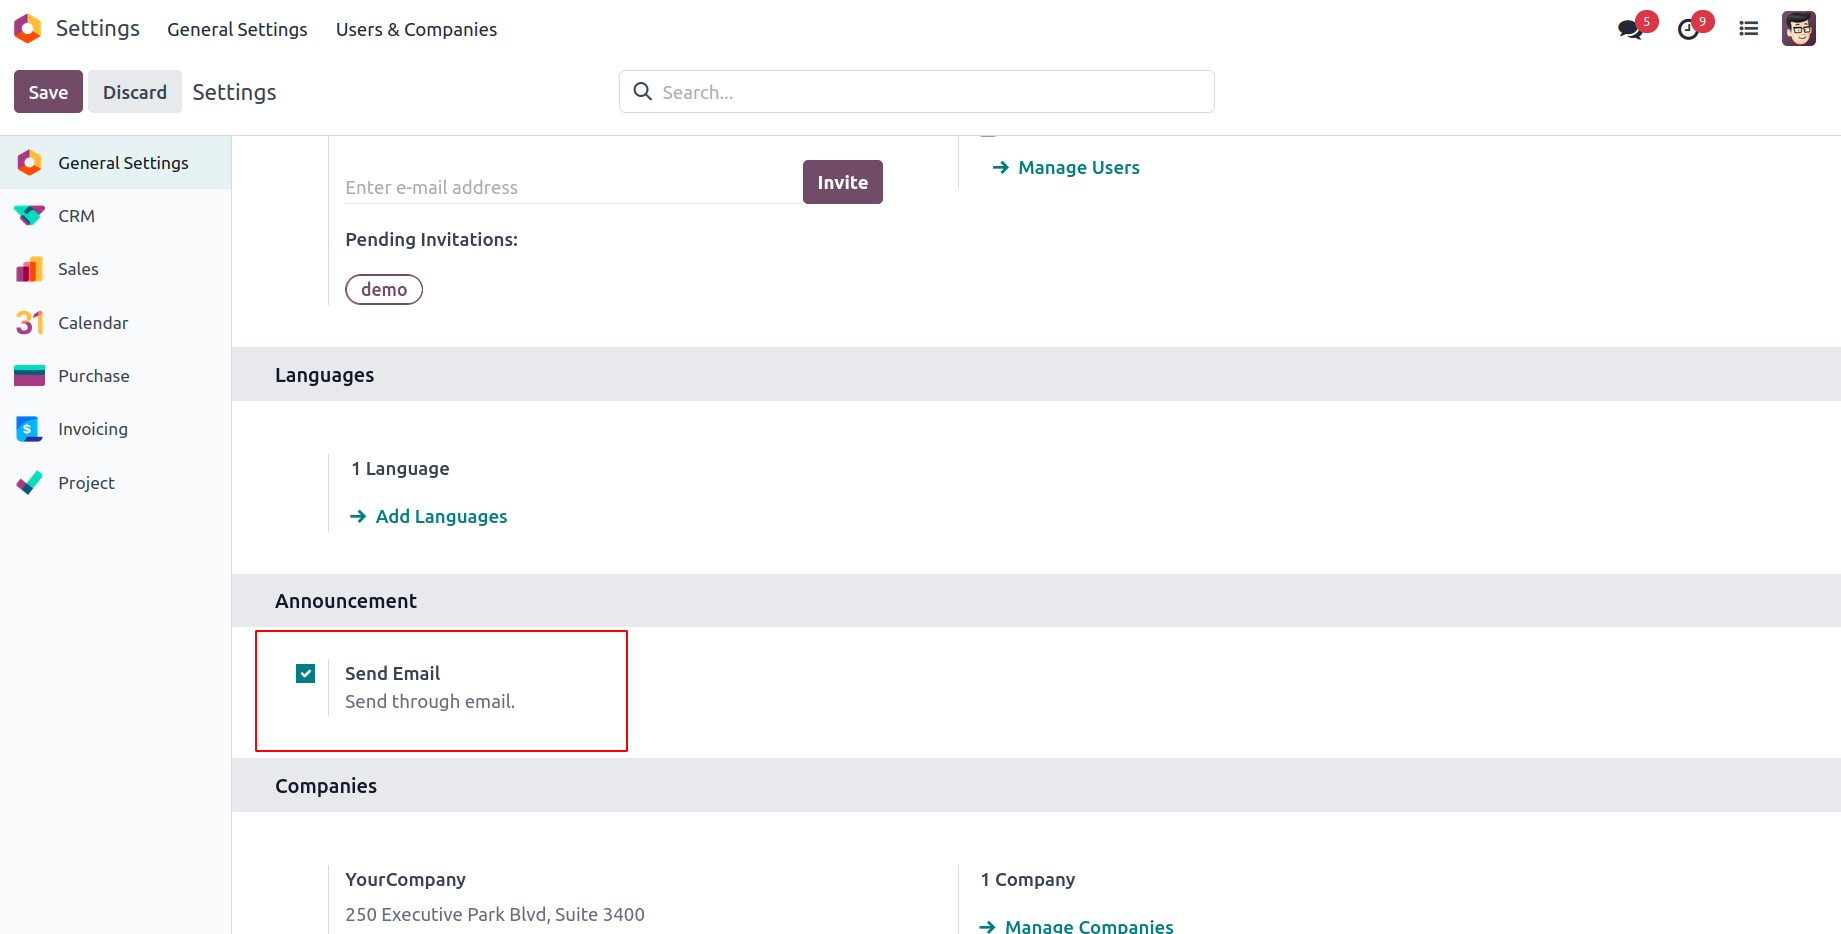 Settings General Settings Users & Companies 5 9
Save Discard Settings Search...
General Settings
CRM
Sales
31 Calendar
Purchase
$ Invoicing
Project
Enter e-mail address Invite
Manage Users
Pending Invitations:
demo
Languages
1 Language
Add Languages
Announcement
Send Email
Send through email.
Companies
YourCompany
250 Executive Park Blvd, Suite 3400
1 Company
Manage Companies